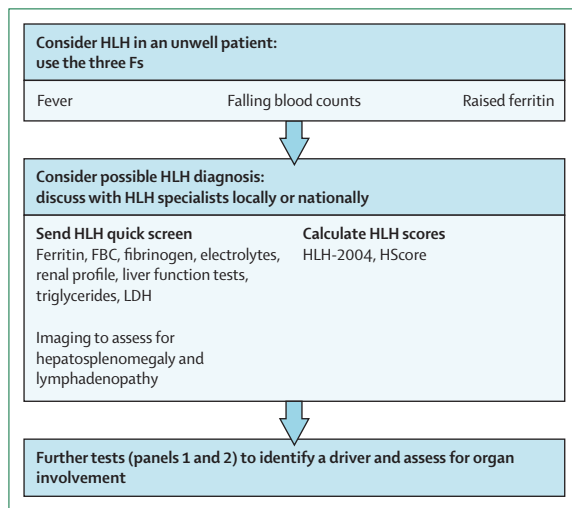 Consider HLH in an unwell patient:
use the three Fs
Fever
Falling blood counts
Raised ferritin
Consider possible HLH diagnosis:
discuss with HLH specialists locally or nationally
Send HLH quick screen
Ferritin, FBC, fibrinogen, electrolytes,
renal profile, liver function tests,
triglycerides, LDH
Imaging to assess for
hepatosplenomegaly and
lymphadenopathy
Calculate HLH scores
HLH-2004, HScore
Further tests (panels 1 and 2) to identify a driver and assess for organ
involvement